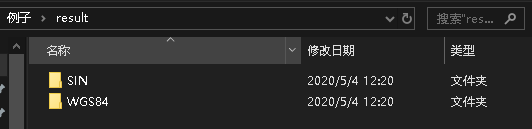 例子 > result
搜索"res...
名称 修改日期 类型
SIN 2020/5/4 12:20 文件夹
WGS84 2020/5/4 12:20 文件夹